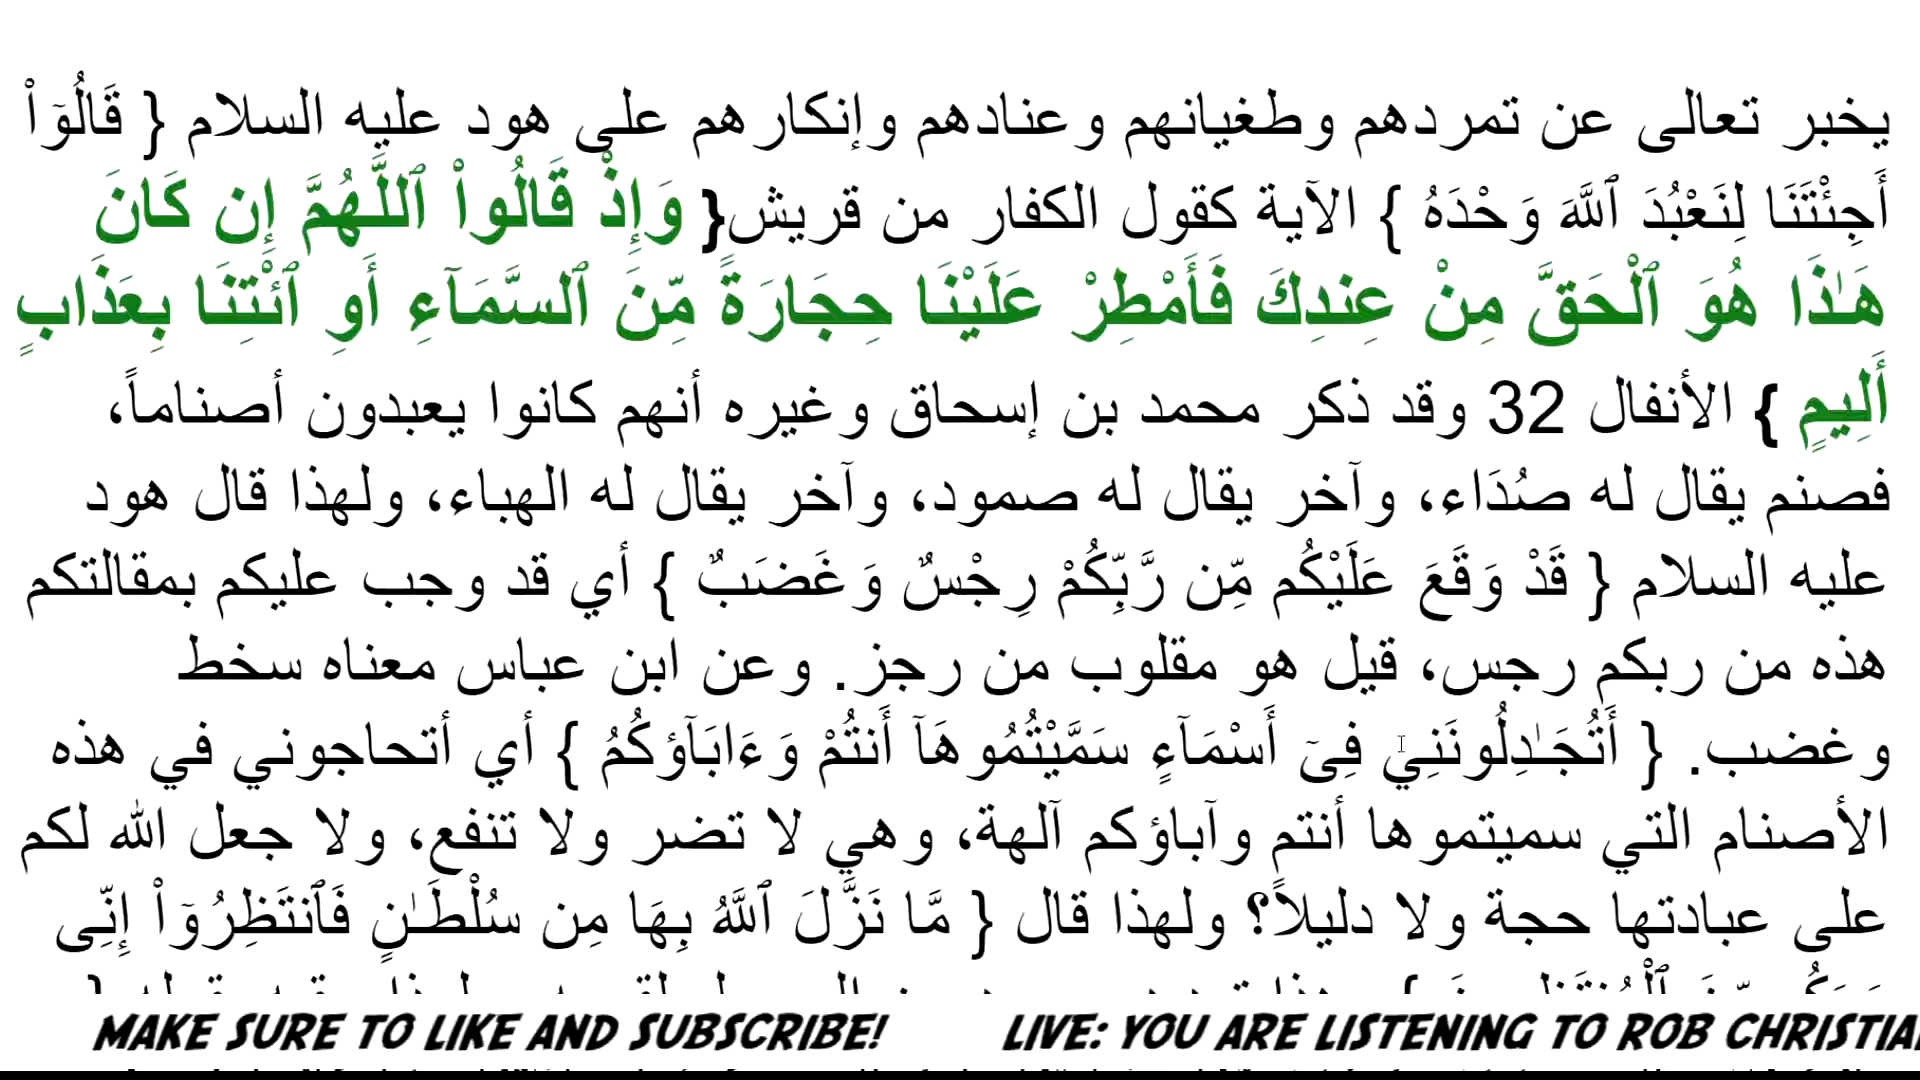 يخبر تعالى عن تمردهم وطغيانهم وعنادهم وإنكارهم على هود عليه السلام { قَالُوۤاْ
أَجِئْتَنَا لِنَعْبُدَ ٱللَّهَ وَحْدَهُ } الآية كقول الكفار من قريش{ وَإِذْ قَالُواْ ٱللَّهُمَّ إِن كَانَ
هَـٰذَا هُوَ ٱلْحَقَّ مِنْ عِندِكَ فَأَمْطِرْ عَلَيْنَا حِجَارَةً مِّنَ ٱلسَّمَآءِ أَوِ ٱئْتِنَا بِعَذَابٍ
أَلِيمٍ } الأنفال 32 وقد ذكر محمد بن إسحاق وغيره أنهم كانوا يعبدون أصناماً،
فصنم يقال له صُدَاء، وآخر يقال له صمود، وآخر يقال له الهباء، ولهذا قال هود
عليه السلام { قَدْ وَقَعَ عَلَيْكُم مِّن رَّبِّكُمْ رِجْسٌ وَغَضَبٌ } أي قد وجب عليكم بمقالتكم
هذه من ربكم رجس، قيل هو مقلوب من رجز. وعن ابن عباس معناه سخط
وغضب. { أَتُجَـٰدِلُونَنِي فِىۤ أَسْمَآءٍ سَمَّيْتُمُوهَآ أَنتُمْ وَءَابَآؤكُمُ } أي أتحاجوني في هذه
الأصنام التي سميتموها أنتم وآباؤكم آلهة، وهي لا تضر ولا تنفع، ولا جعل الله لكم
على عبادتها حجة ولا دليلاً؟ ولهذا قال { مَّا نَزَّلَ ٱللَّهُ بِهَا مِن سُلْطَـٰنٍ فَٱنتَظِرُوۤاْ إِنِّى
MAKE SURE TO LIKE AND SUBSCRIBE! LIVE: YOU ARE LISTENING TO ROB CHRISTIA